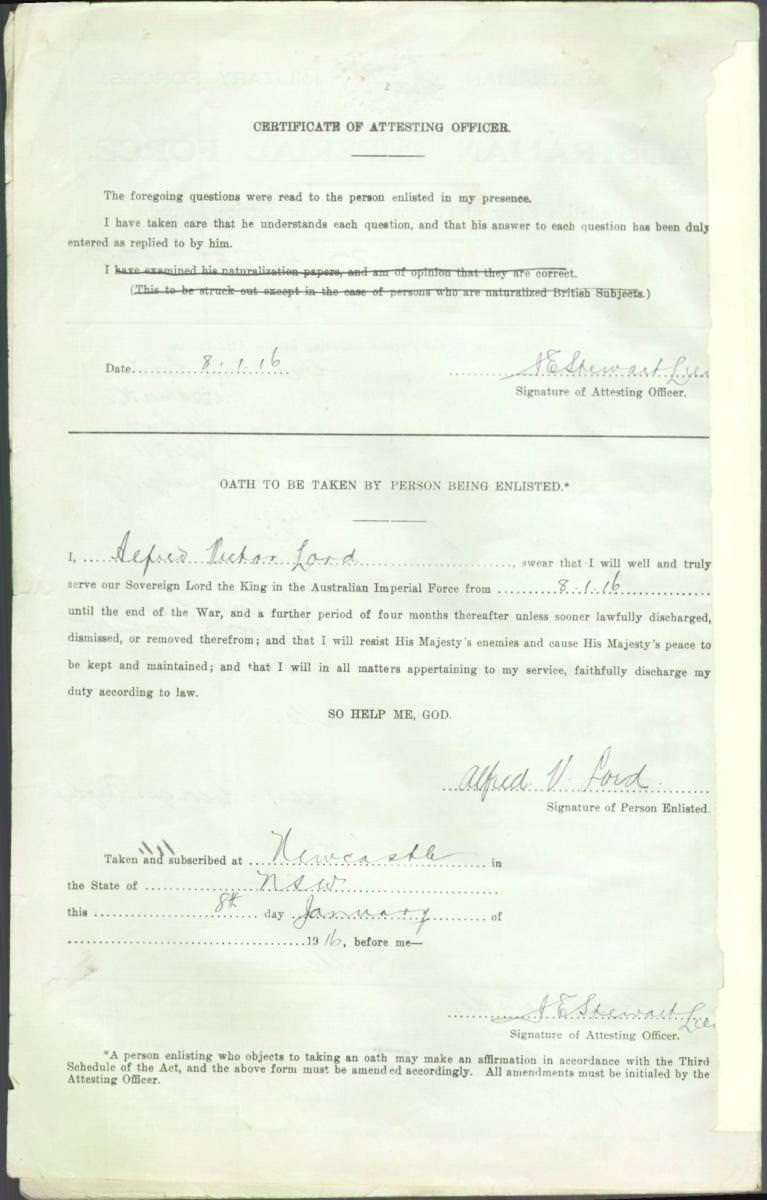 2
CERTIFICATE OF ATTESTING OFFICER.
The foregoing questions were read to the person enlisted in my presence.
I have taken care that he understands each question, and that his answer to each question has been duly
entered as replied to by him.
I have examined his naturalization papers, and am of opinion that they are correct.
(This to be struck out except in the case of persons who are naturalized British Subjects.)
Date 8.1.16 A E Stewart Lieu
Signature of Attesting Officer.
OATH TO BE TAKEN BY PERSON BEING ENLISTED.*
I, Alfred Victor Lord, swear that I will well and truly
serve our Sovereign Lord the King in the Australian Imperial Force from 8.1.16
until the end of the War, and a further period of four months thereafter unless sooner lawfully discharged,
dismissed, or removed therefrom; and that I will resist His Majesty's enemies and cause His Majesty's peace to
be kept and maintained; and that I will in all matters appertaining to my service, faithfully discharge my
duty according to law.
SO HELP ME, GOD.
Alfred V. Lord.
Signature of Person Enlisted.
Taken and subscribed at Newcastle in
the State of NSW
this 8th day January of
1916, before me—
A E Stewart Lieu
Signature of Attesting Officer.
*A person enlisting who objects to taking an oath may make an affirmation in accordance with the Third
Schedule of the Act, and the above form must be amended accordingly. All amendments must be initialed by the
Attesting Officer.